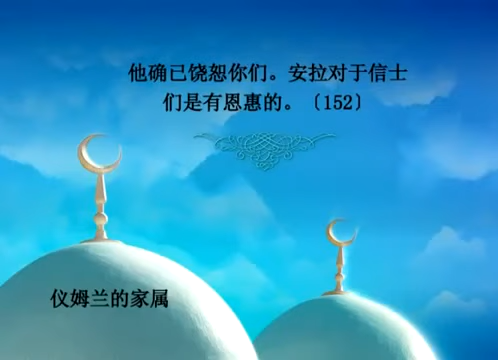 他确已饶恕你们。安拉对于信士
们是有恩惠的。〔152〕
仪姆兰的家属